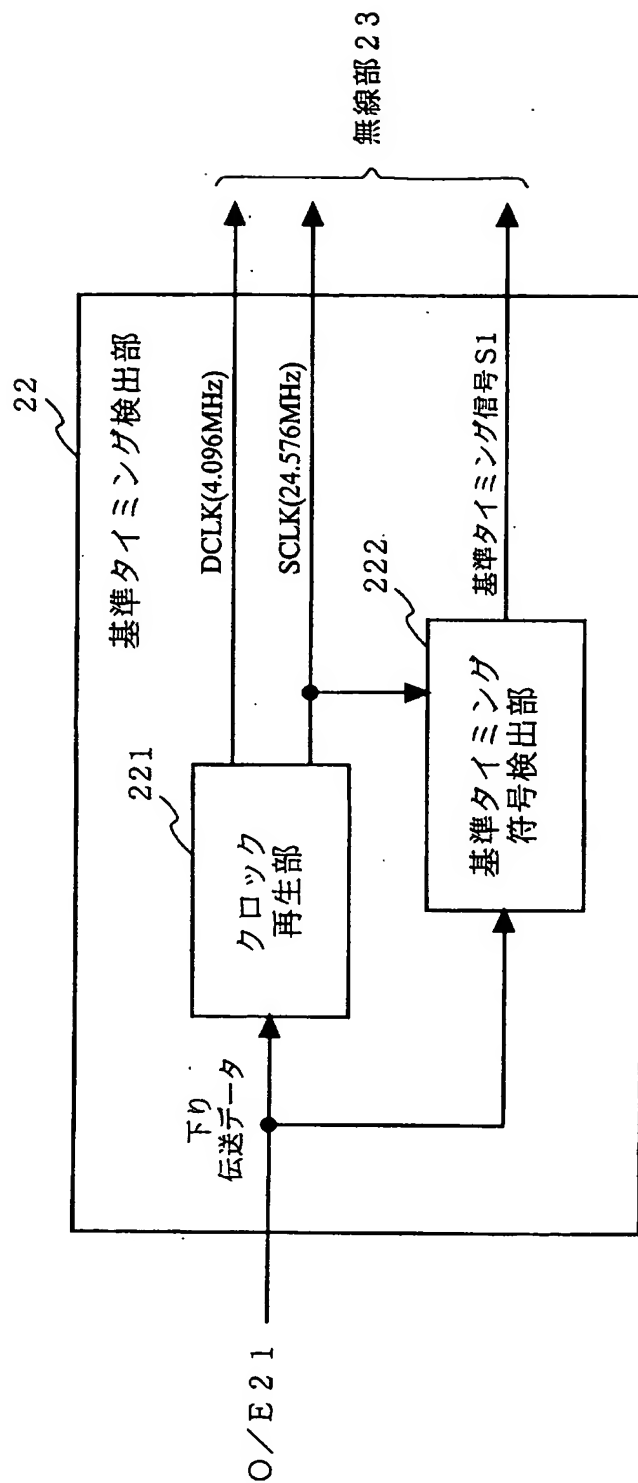 22
基準タイミング検出部
O/E21
下り
伝送データ
221
クロック
再生部
DCLK(4.096MHz)
SCLK(24.576MHz)
222
基準タイミング
符号検出部
基準タイミング信号S1
無線部23